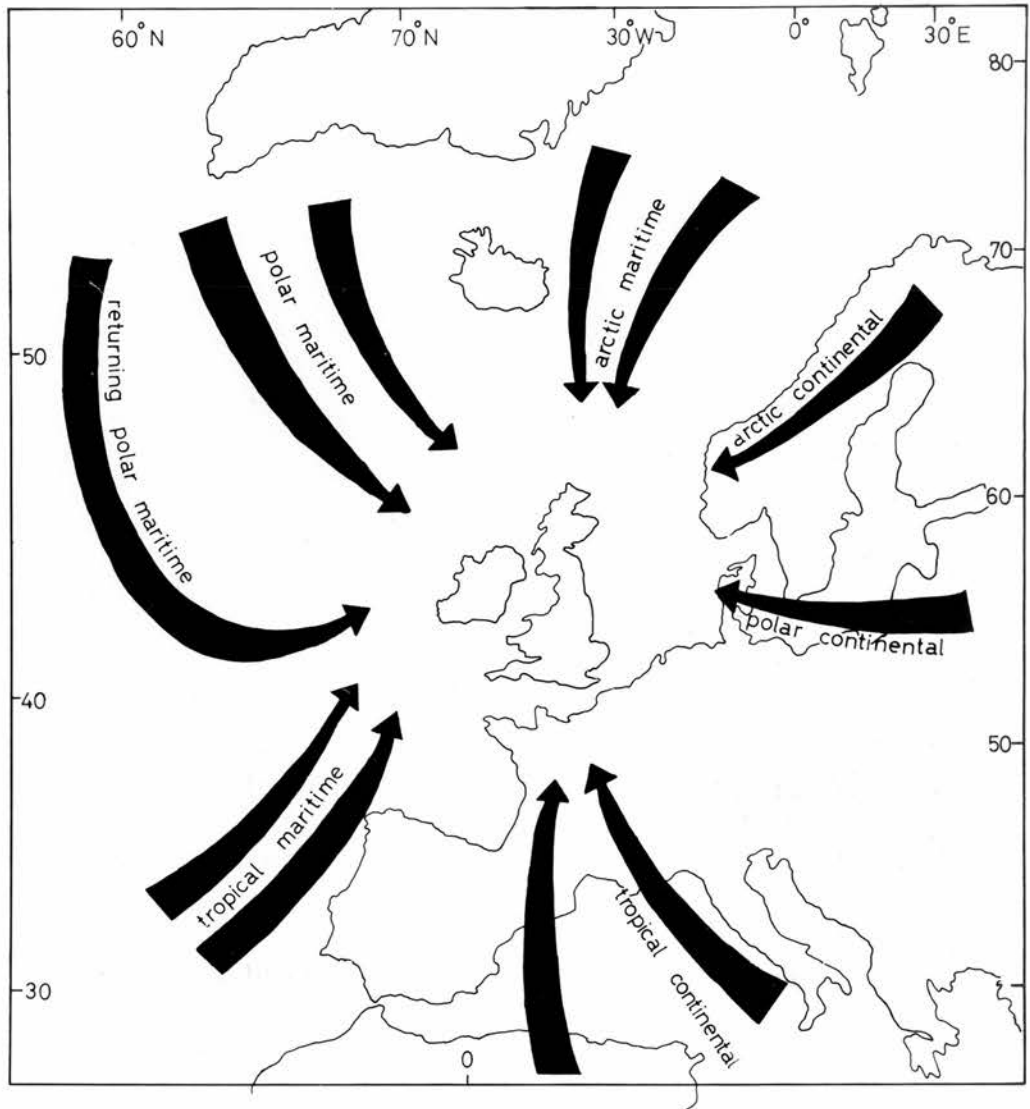 60°N
70°N
30°W
0°
30°E
80
70
50
60
40
50
30
0
returning polar maritime
polar maritime
arctic maritime
arctic continental
polar continental
tropical maritime
tropical continental